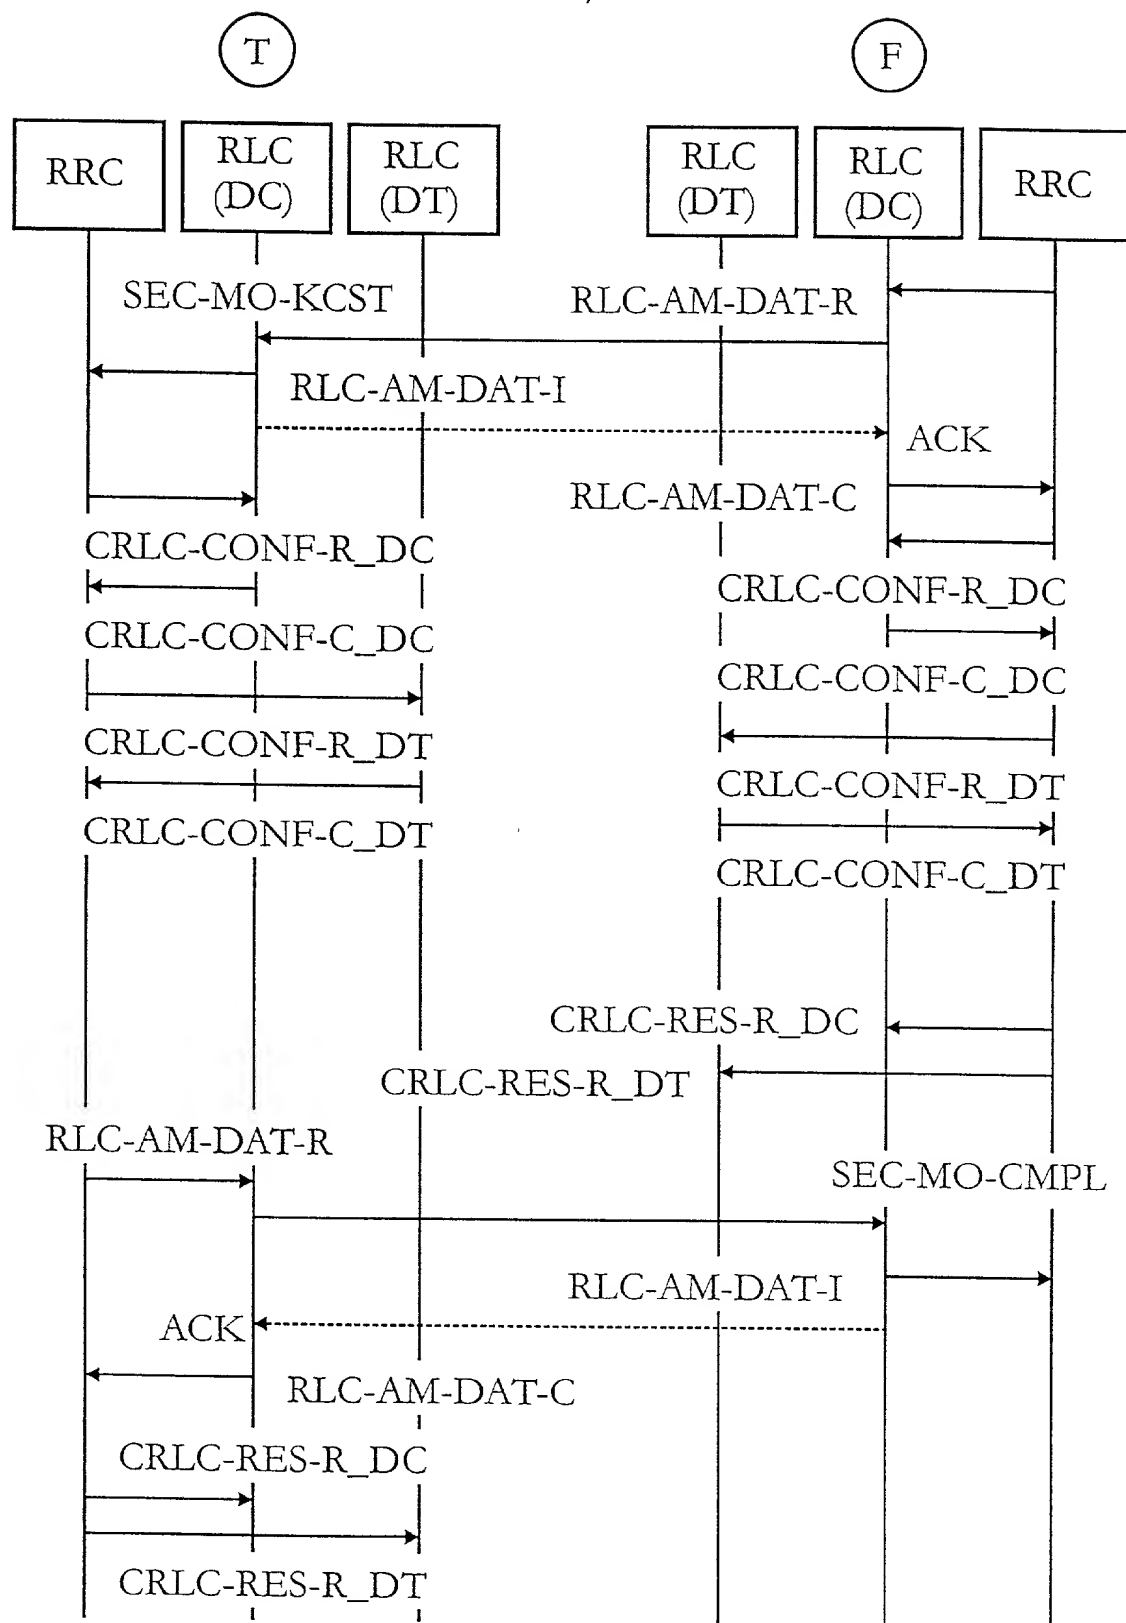 T
F
RRC
RLC
(DC)
RLC
(DT)
RLC
(DT)
RLC
(DC)
RRC
SEC-MO-KCST
RLC-AM-DAT-R
RLC-AM-DAT-I
ACK
RLC-AM-DAT-C
CRLC-CONF-R_DC
CRLC-CONF-R_DC
CRLC-CONF-C_DC
CRLC-CONF-C_DC
CRLC-CONF-R_DT
CRLC-CONF-R_DT
CRLC-CONF-C_DT
CRLC-CONF-C_DT
CRLC-RES-R_DC
CRLC-RES-R_DT
RLC-AM-DAT-R
SEC-MO-CMPL
RLC-AM-DAT-I
ACK
RLC-AM-DAT-C
CRLC-RES-R_DC
CRLC-RES-R_DT